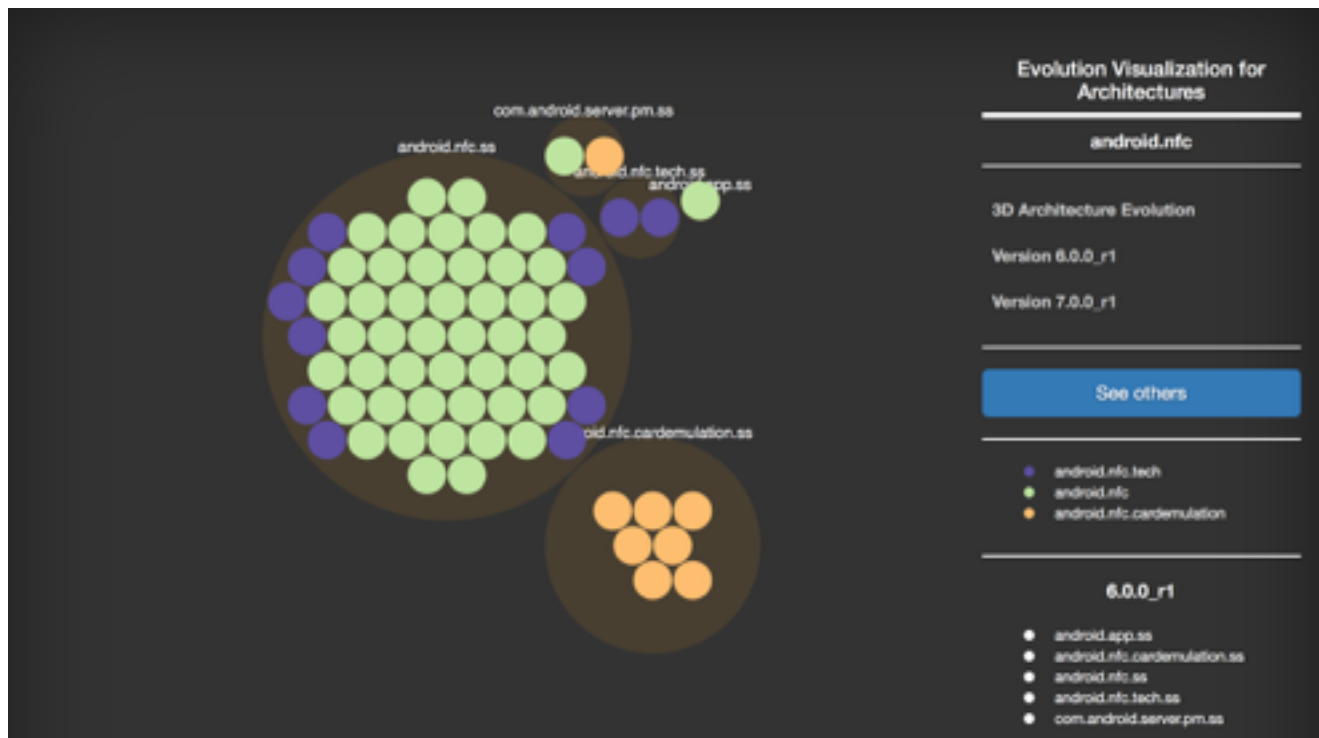 com.android.server.pm.ss
android.nfc.ss
android.nfc.tech.ss
android.app.ss
oid.nfc.cardemulation.ss
Evolution Visualization for
Architectures
android.nfc
3D Architecture Evolution
Version 6.0.0_r1
Version 7.0.0_r1
See others
android.nfc.tech
android.nfc
android.nfc.cardemulation
6.0.0_r1
android.app.ss
android.nfc.cardemulation.ss
android.nfc.ss
android.nfc.tech.ss
com.android.server.pm.ss